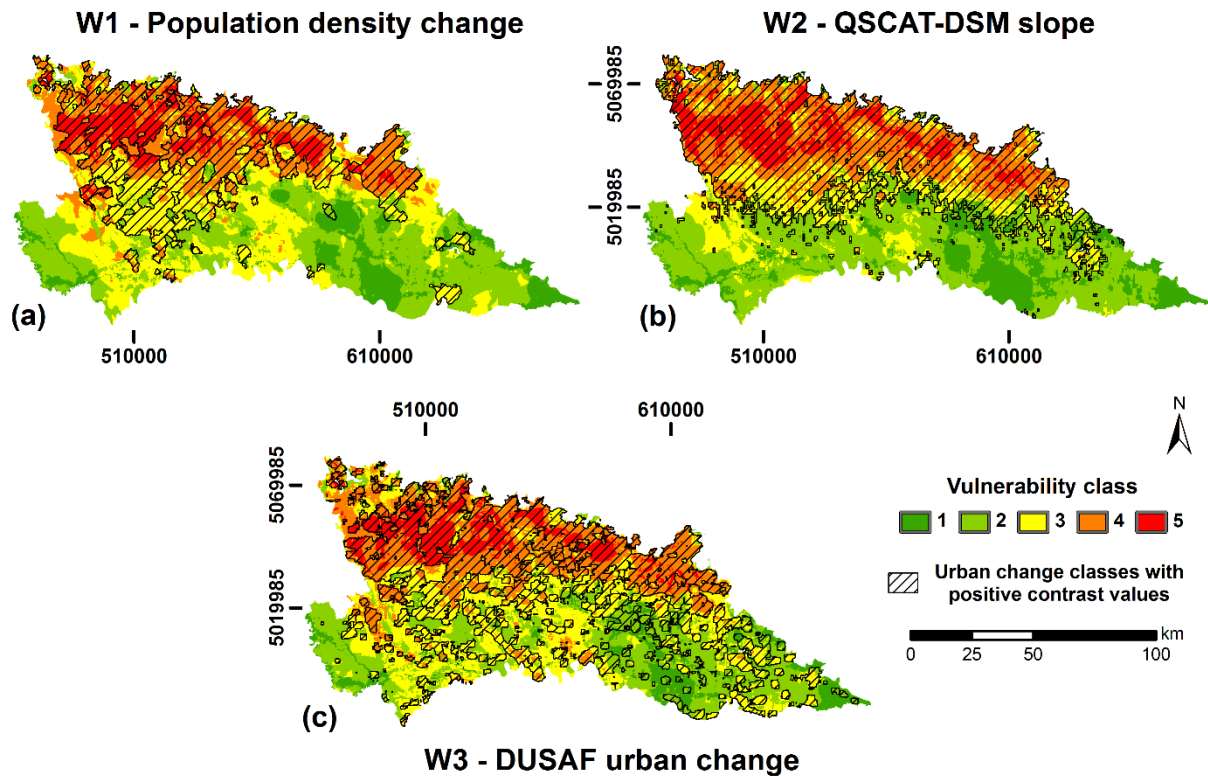 W1 - Population density change
W2 - QSCAT-DSM slope
5069985
5019985
(a)
(b)
510000
610000
510000
610000
510000
610000
5069985
5019985
N
Vulnerability class
1
2
3
4
5
Urban change classes with
positive contrast values
km
0
25
50
100
(c)
W3 - DUSAF urban change